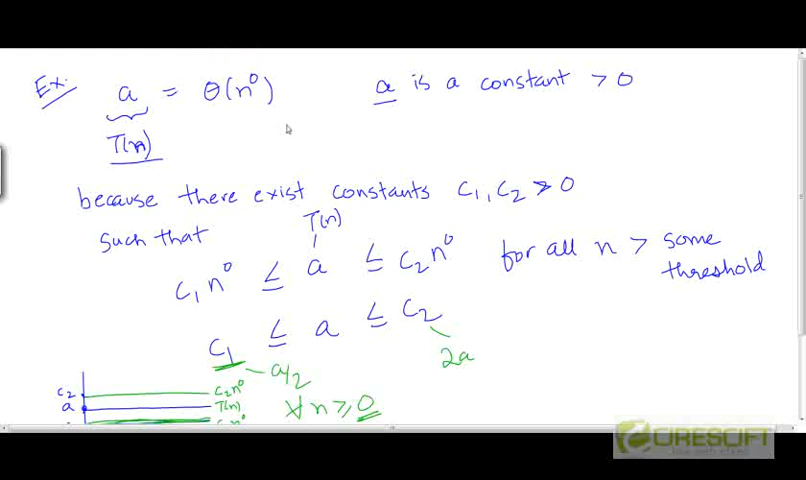 Ex: a = θ(n⁰) a is a constant > 0
T(n)
because there exist constants c₁, c₂ > 0
such that T(n)
c₁n⁰ ≤ a ≤ c₂n⁰ for all n > some
threshold
c₁ ≤ a ≤ c₂
2a
a/2
c₂ c₂n⁰
a T(n) ∀ n ≥ 0
CIRESOFT